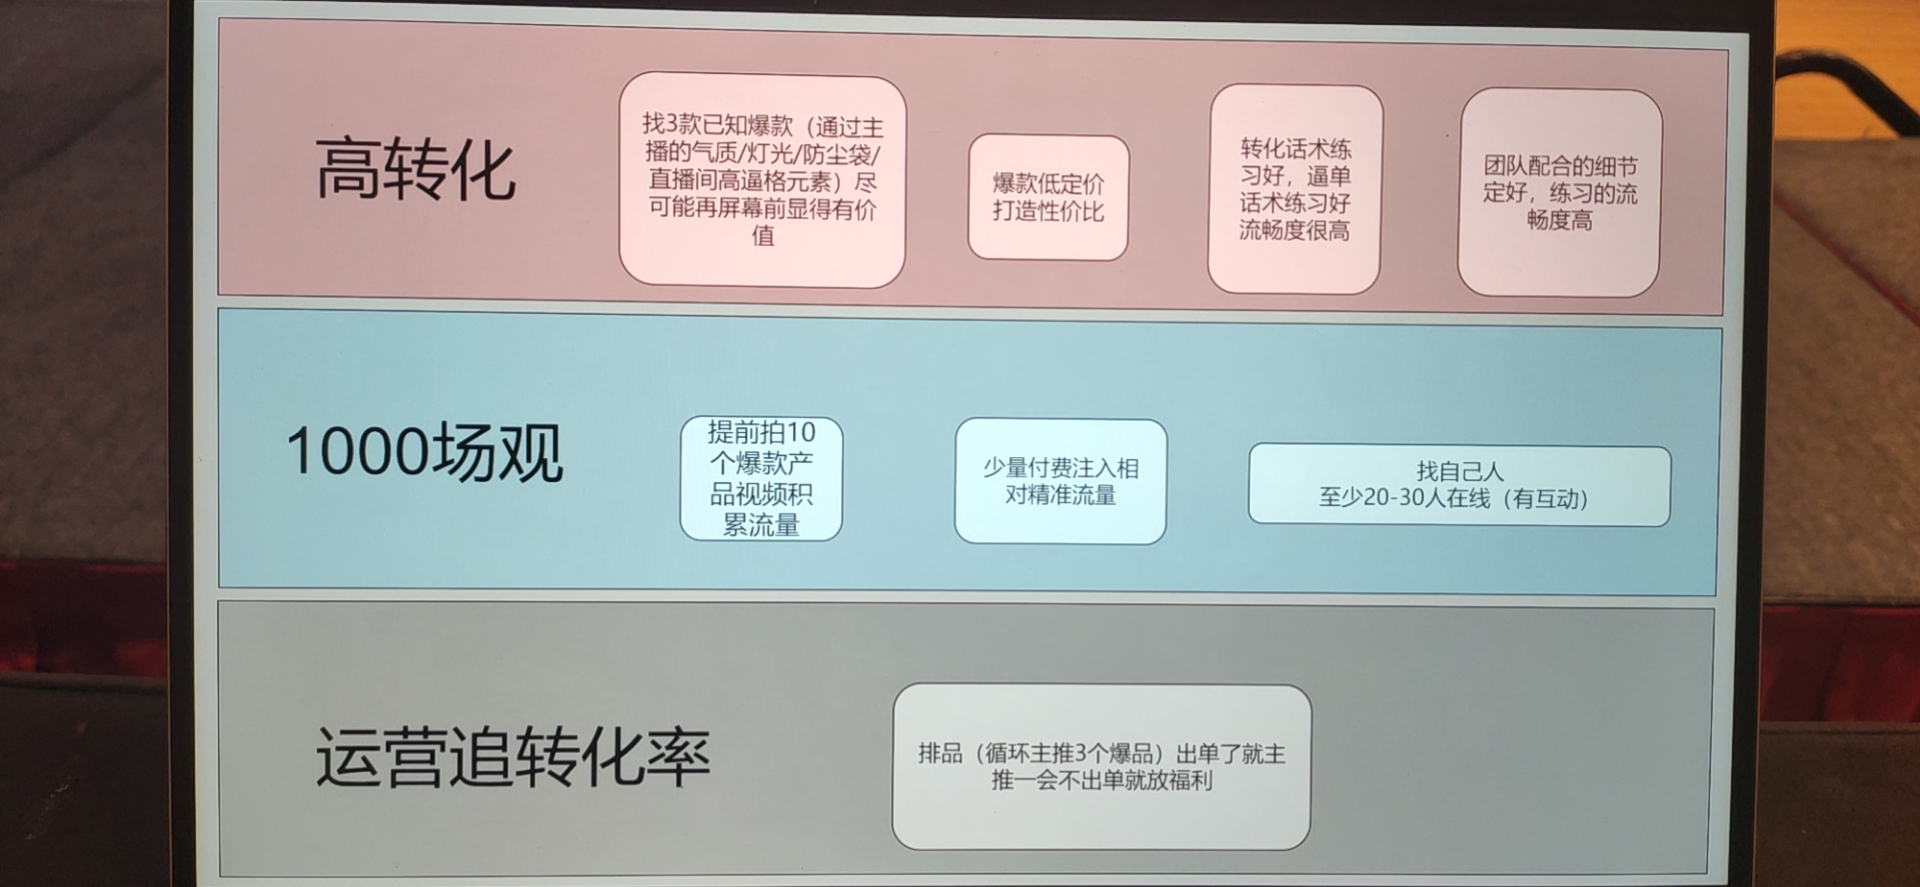 高转化
找3款已知爆款（通过主
播的气质/灯光/防尘袋/
直播间高逼格元素）尽
可能再屏幕前显得有价
值
爆款低定价
打造性价比
转化话术练
习好，逼单
话术练习好
流畅度很高
团队配合的细节
定好，练习的流
畅度高
1000场观
提前拍10
个爆款产
品视频积
累流量
少量付费注入相
对精准流量
找自己人
至少20-30人在线（有互动）
运营追转化率
排品（循环主推3个爆品）出单了就主
推一会不出单就放福利